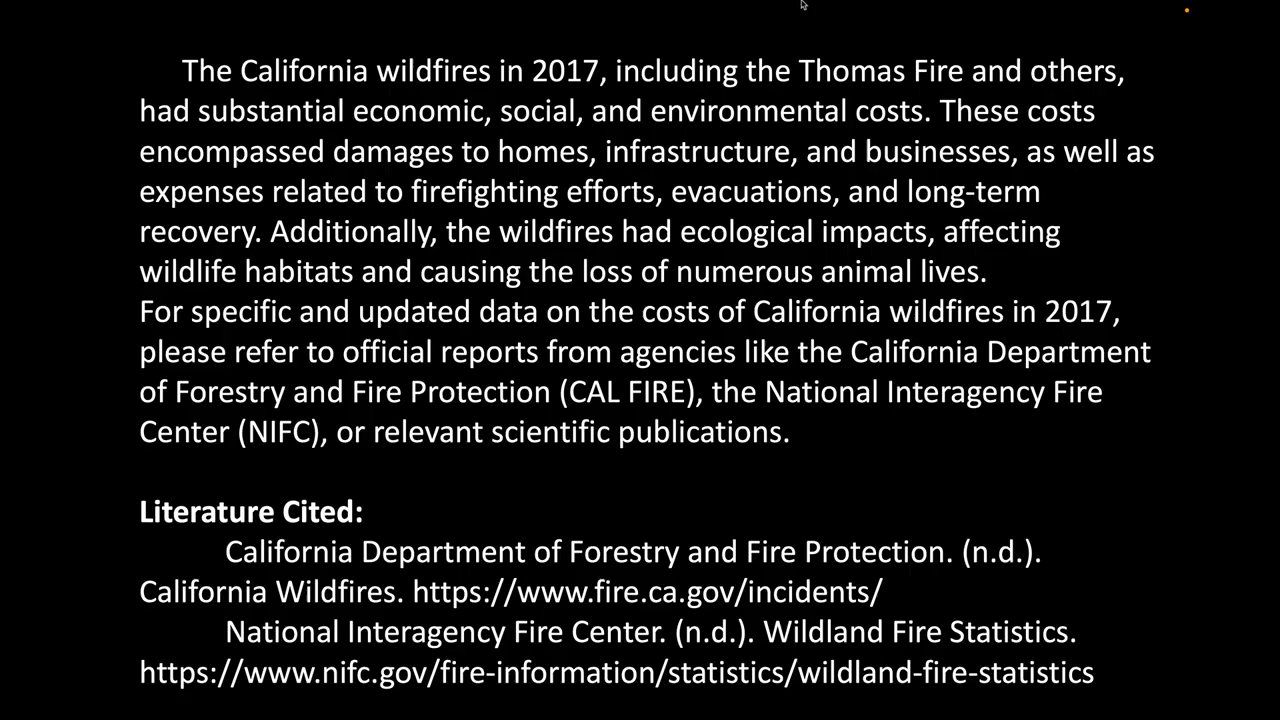 The California wildfires in 2017, including the Thomas Fire and others,
had substantial economic, social, and environmental costs. These costs
encompassed damages to homes, infrastructure, and businesses, as well as
expenses related to firefighting efforts, evacuations, and long-term
recovery. Additionally, the wildfires had ecological impacts, affecting
wildlife habitats and causing the loss of numerous animal lives.
For specific and updated data on the costs of California wildfires in 2017,
please refer to official reports from agencies like the California Department
of Forestry and Fire Protection (CAL FIRE), the National Interagency Fire
Center (NIFC), or relevant scientific publications.
Literature Cited:
California Department of Forestry and Fire Protection. (n.d.).
California Wildfires. https://www.fire.ca.gov/incidents/
National Interagency Fire Center. (n.d.). Wildland Fire Statistics.
https://www.nifc.gov/fire-information/statistics/wildland-fire-statistics